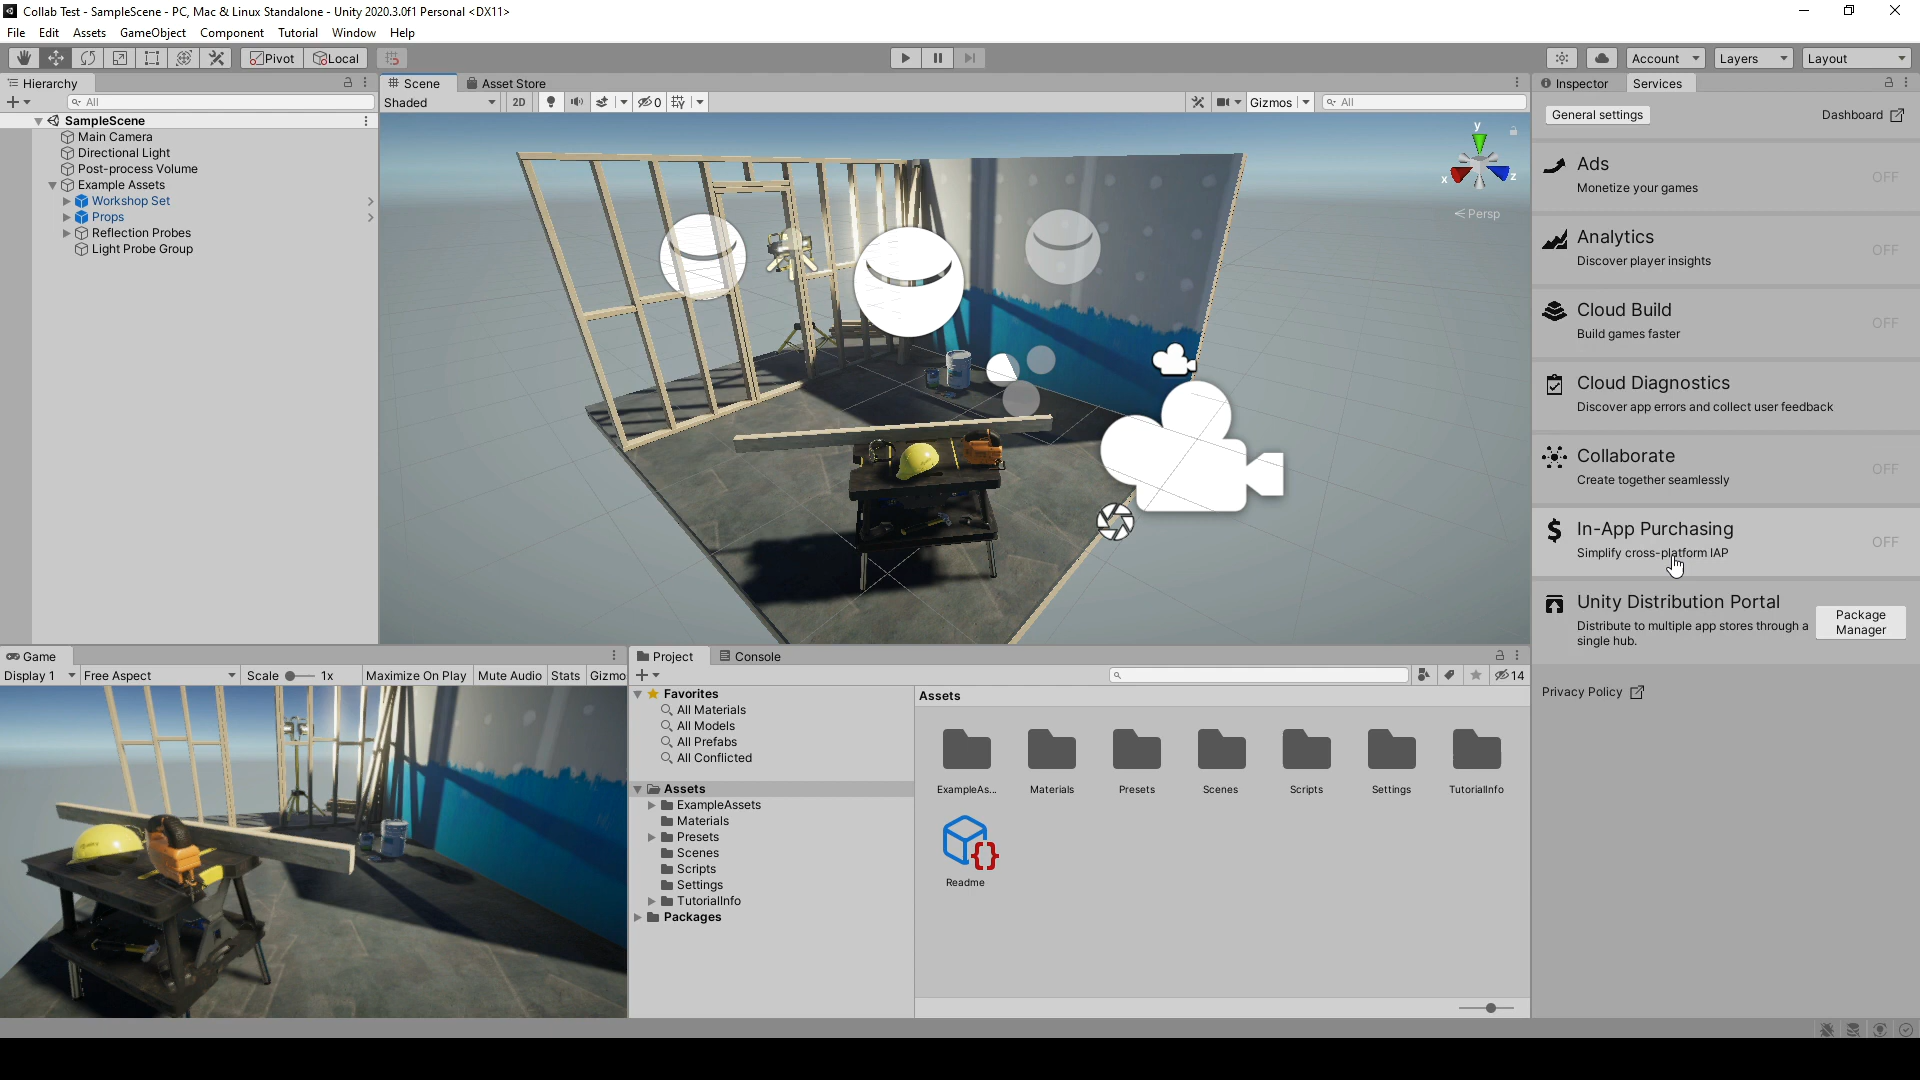 Collab Test - SampleScene - PC, Mac & Linux Standalone - Unity 2020.3.0f1 Personal <DX11>
File Edit Assets GameObject Component Tutorial Window Help
Pivot Local Account Layers Layout
Hierarchy
All
SampleScene
Main Camera
Directional Light
Post-process Volume
Example Assets
Workshop Set
Props
Reflection Probes
Light Probe Group
Scene Asset Store
Shaded 2D 0 Gizmos All
y
x z
Persp
Inspector Services
General settings Dashboard
Ads
Monetize your games
OFF
Analytics
Discover player insights
OFF
Cloud Build
Build games faster
OFF
Cloud Diagnostics
Discover app errors and collect user feedback
Collaborate
Create together seamlessly
OFF
In-App Purchasing
Simplify cross-platform IAP
OFF
Unity Distribution Portal
Distribute to multiple app stores through a
single hub.
Package
Manager
Privacy Policy
Game
Display 1 Free Aspect Scale 1x Maximize On Play Mute Audio Stats Gizmo
Project Console
14
Favorites
All Materials
All Models
All Prefabs
All Conflicted
Assets
ExampleAssets
Materials
Presets
Scenes
Scripts
Settings
TutorialInfo
Packages
Assets
ExampleAs... Materials Presets Scenes Scripts Settings TutorialInfo
{}
Readme